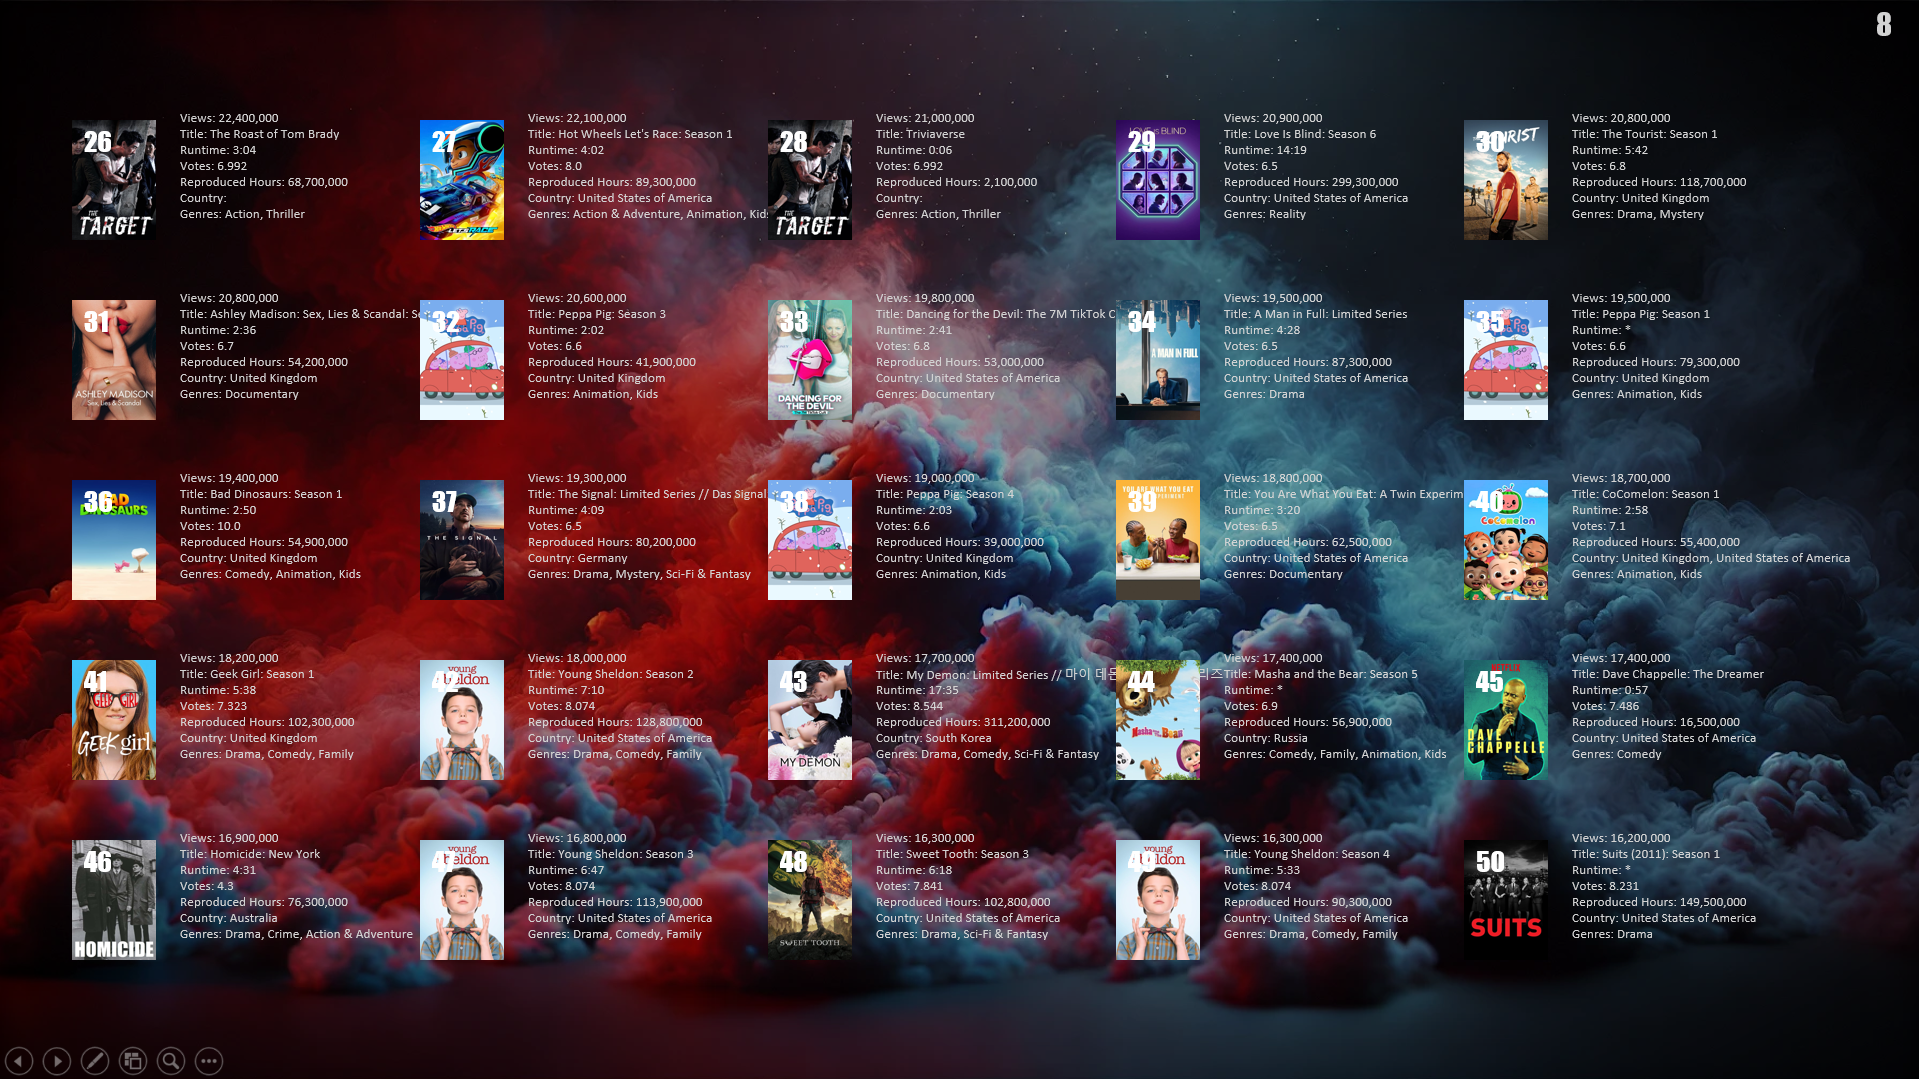 8
26
THE
TARGET
Views: 22,400,000
Title: The Roast of Tom Brady
Runtime: 3:04
Votes: 6.992
Reproduced Hours: 68,700,000
Country:
Genres: Action, Thriller
27
LET'S RACE
Views: 22,100,000
Title: Hot Wheels Let's Race: Season 1
Runtime: 4:02
Votes: 8.0
Reproduced Hours: 89,300,000
Country: United States of America
Genres: Action & Adventure, Animation, Kids
28
THE
TARGET
Views: 21,000,000
Title: Triviaverse
Runtime: 0:06
Votes: 6.992
Reproduced Hours: 2,100,000
Country:
Genres: Action, Thriller
29
LOVE IS BLIND
Views: 20,900,000
Title: Love Is Blind: Season 6
Runtime: 14:19
Votes: 6.5
Reproduced Hours: 299,300,000
Country: United States of America
Genres: Reality
30
Views: 20,800,000
Title: The Tourist: Season 1
Runtime: 5:42
Votes: 6.8
Reproduced Hours: 118,700,000
Country: United Kingdom
Genres: Drama, Mystery
31
ASHLEY MADISON
Sex, Lies & Scandal
Views: 20,800,000
Title: Ashley Madison: Sex, Lies & Scandal:
Runtime: 2:36
Votes: 6.7
Reproduced Hours: 54,200,000
Country: United Kingdom
Genres: Documentary
32
Views: 20,600,000
Title: Peppa Pig: Season 3
Runtime: 2:02
Votes: 6.6
Reproduced Hours: 41,900,000
Country: United Kingdom
Genres: Animation, Kids
33
DANCING FOR
THE DEVIL
Views: 19,800,000
Title: Dancing for the Devil: The 7M TikTok C
Runtime: 2:41
Votes: 6.8
Reproduced Hours: 53,000,000
Country: United States of America
Genres: Documentary
34
A MAN IN FULL
Views: 19,500,000
Title: A Man in Full: Limited Series
Runtime: 4:28
Votes: 6.5
Reproduced Hours: 87,300,000
Country: United States of America
Genres: Drama
35
Views: 19,500,000
Title: Peppa Pig: Season 1
Runtime: *
Votes: 6.6
Reproduced Hours: 79,300,000
Country: United Kingdom
Genres: Animation, Kids
36
BAD
DINOSAURS
Views: 19,400,000
Title: Bad Dinosaurs: Season 1
Runtime: 2:50
Votes: 10.0
Reproduced Hours: 54,900,000
Country: United Kingdom
Genres: Comedy, Animation, Kids
37
THE SIGNAL
Views: 19,300,000
Title: The Signal: Limited Series // Das Signal
Runtime: 4:09
Votes: 6.5
Reproduced Hours: 80,200,000
Country: Germany
Genres: Drama, Mystery, Sci-Fi & Fantasy
38
Views: 19,000,000
Title: Peppa Pig: Season 4
Runtime: 2:03
Votes: 6.6
Reproduced Hours: 39,000,000
Country: United Kingdom
Genres: Animation, Kids
39
YOU ARE WHAT YOU EAT
Views: 18,800,000
Title: You Are What You Eat: A Twin Experim
Runtime: 3:20
Votes: 6.5
Reproduced Hours: 62,500,000
Country: United States of America
Genres: Documentary
40
CoComelon
Views: 18,700,000
Title: CoComelon: Season 1
Runtime: 2:58
Votes: 7.1
Reproduced Hours: 55,400,000
Country: United Kingdom, United States of America
Genres: Animation, Kids
41
GEEK GIRL
GEEK girl
Views: 18,200,000
Title: Geek Girl: Season 1
Runtime: 5:38
Votes: 7.323
Reproduced Hours: 102,300,000
Country: United Kingdom
Genres: Drama, Comedy, Family
42
young
sheldon
Views: 18,000,000
Title: Young Sheldon: Season 2
Runtime: 7:10
Votes: 8.074
Reproduced Hours: 128,800,000
Country: United States of America
Genres: Drama, Comedy, Family
43
MY DEMON
Views: 17,700,000
Title: My Demon: Limited Series // 마이 데몬 리즈
Runtime: 17:35
Votes: 8.544
Reproduced Hours: 311,200,000
Country: South Korea
Genres: Drama, Comedy, Sci-Fi & Fantasy
44
Masha and the Bear
Views: 17,400,000
Title: Masha and the Bear: Season 5
Runtime: *
Votes: 6.9
Reproduced Hours: 56,900,000
Country: Russia
Genres: Comedy, Family, Animation, Kids
45
NETFLIX
DAVE
CHAPPELLE
Views: 17,400,000
Title: Dave Chappelle: The Dreamer
Runtime: 0:57
Votes: 7.486
Reproduced Hours: 16,500,000
Country: United States of America
Genres: Comedy
46
HOMICIDE
Views: 16,900,000
Title: Homicide: New York
Runtime: 4:31
Votes: 4.3
Reproduced Hours: 76,300,000
Country: Australia
Genres: Drama, Crime, Action & Adventure
47
young
sheldon
Views: 16,800,000
Title: Young Sheldon: Season 3
Runtime: 6:47
Votes: 8.074
Reproduced Hours: 113,900,000
Country: United States of America
Genres: Drama, Comedy, Family
48
SWEET TOOTH
Views: 16,300,000
Title: Sweet Tooth: Season 3
Runtime: 6:18
Votes: 7.841
Reproduced Hours: 102,800,000
Country: United States of America
Genres: Drama, Sci-Fi & Fantasy
49
young
sheldon
Views: 16,300,000
Title: Young Sheldon: Season 4
Runtime: 5:33
Votes: 8.074
Reproduced Hours: 90,300,000
Country: United States of America
Genres: Drama, Comedy, Family
50
SUITS
Views: 16,200,000
Title: Suits (2011): Season 1
Runtime: *
Votes: 8.231
Reproduced Hours: 149,500,000
Country: United States of America
Genres: Drama